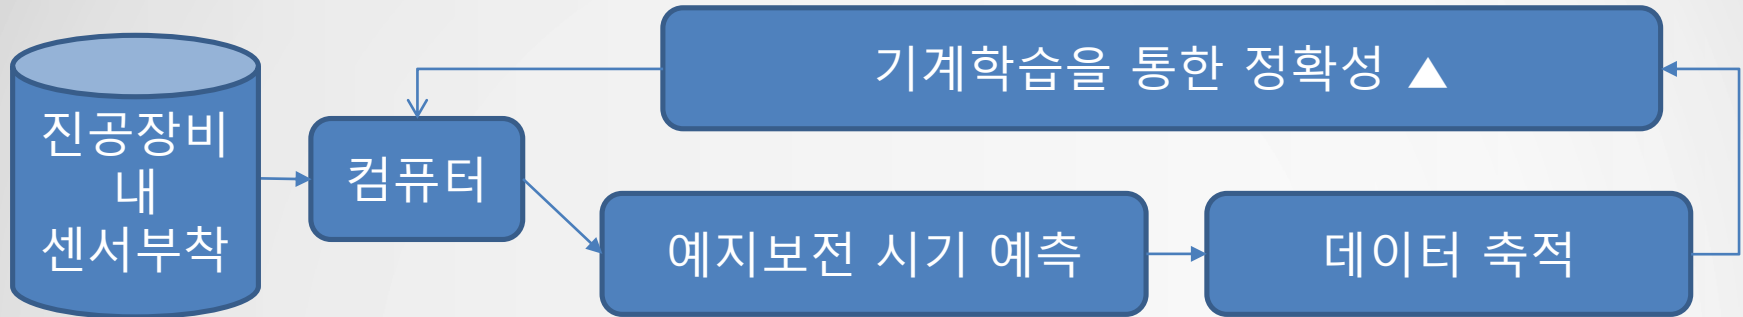 기계학습을 통한 정확성 ▲
진공장비
내
센서부착
컴퓨터
예지보전 시기 예측
데이터 축적